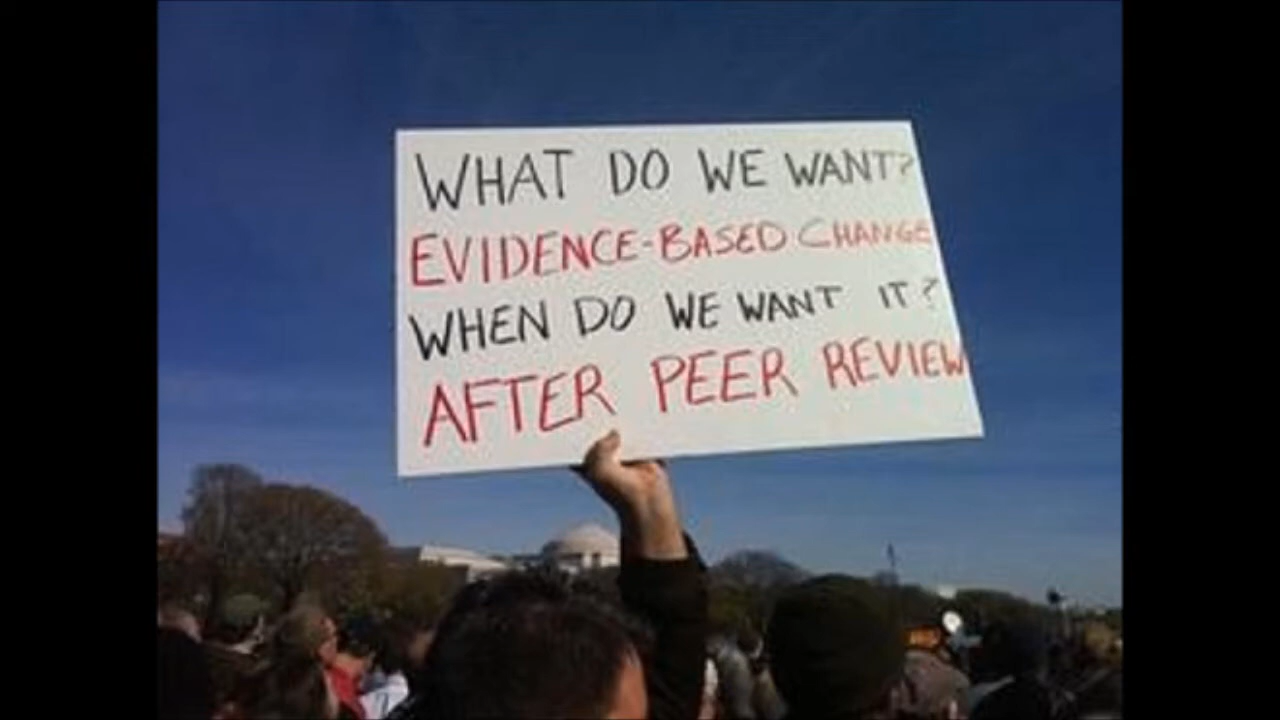 WHAT DO WE WANT?
EVIDENCE-BASED CHANGE
WHEN DO WE WANT IT?
AFTER PEER REVIEW